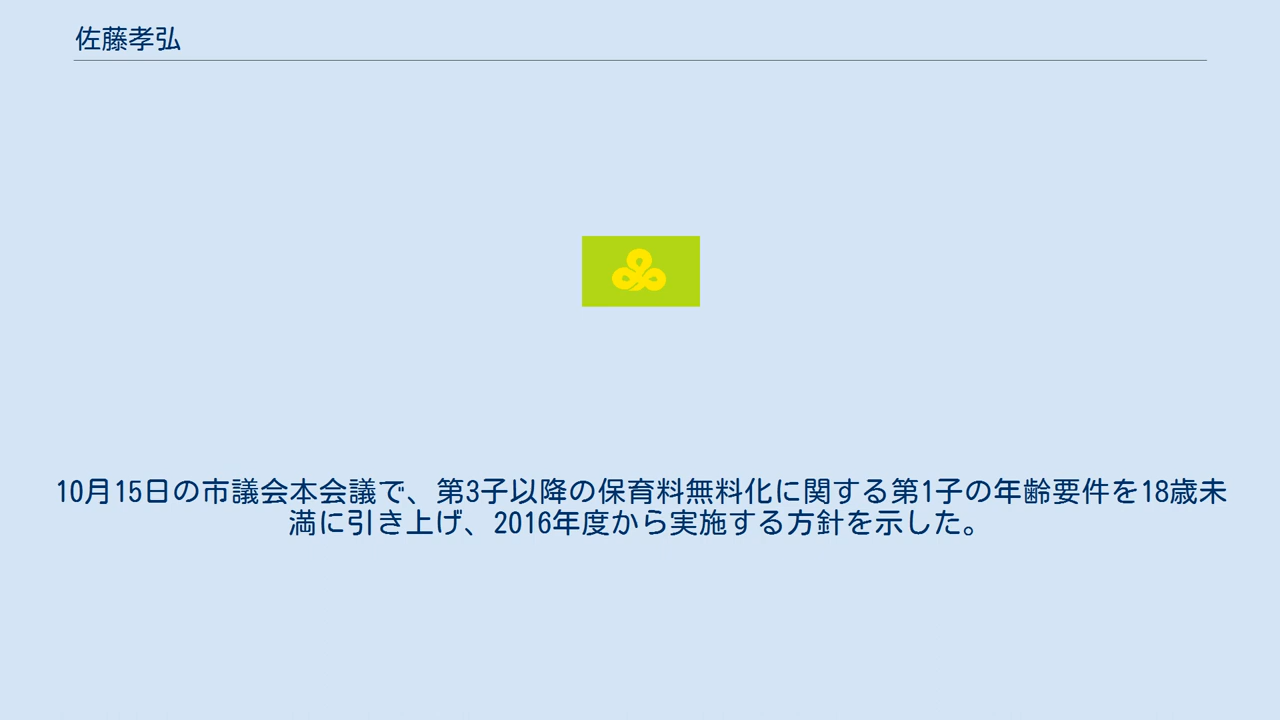 佐藤孝弘
10月15日の市議会本会議で、第3子以降の保育料無料化に関する第1子の年齢要件を18歳未
満に引き上げ、2016年度から実施する方針を示した。